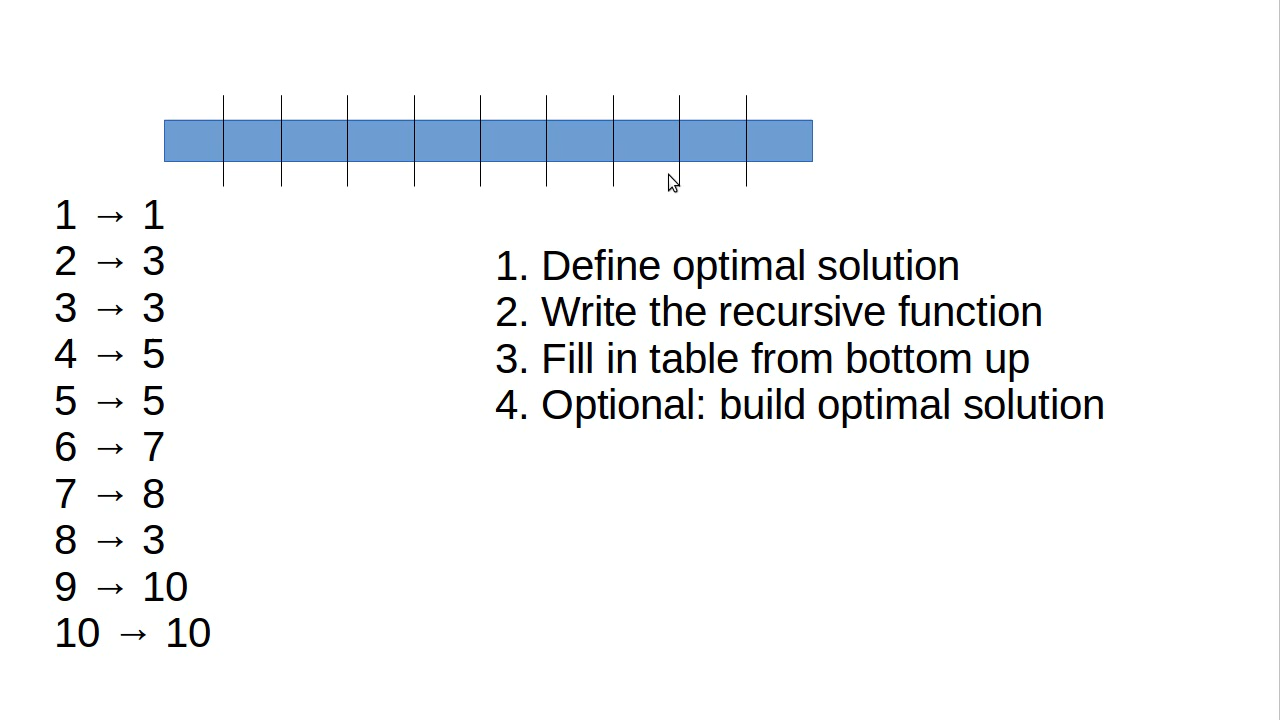 1 → 1
2 → 3
3 → 3
4 → 5
5 → 5
6 → 7
7 → 8
8 → 3
9 → 10
10 → 10
1. Define optimal solution
2. Write the recursive function
3. Fill in table from bottom up
4. Optional: build optimal solution